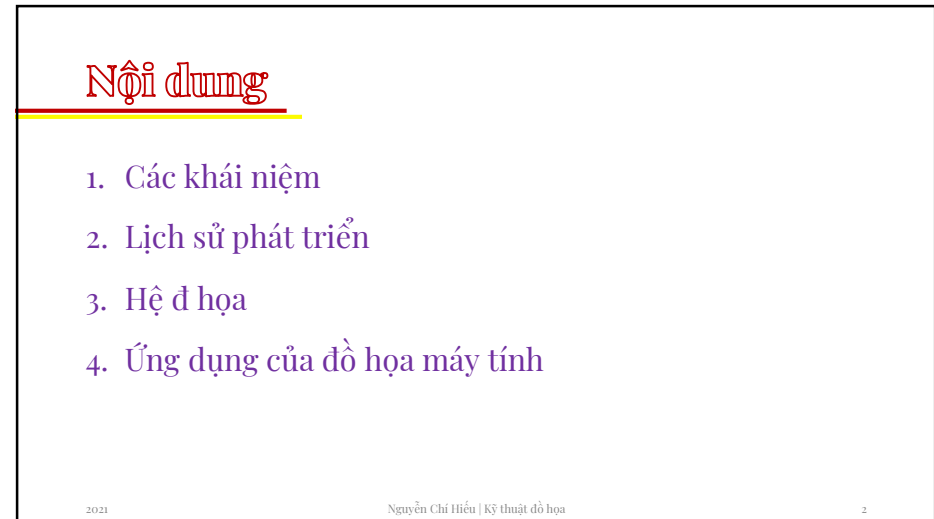 Nội dung
1. Các khái niệm
2. Lịch sử phát triển
3. Hệ đ họa
4. Ứng dụng của đồ họa máy tính
2021 Nguyễn Chí Hiếu | Kỹ thuật đồ họa 2